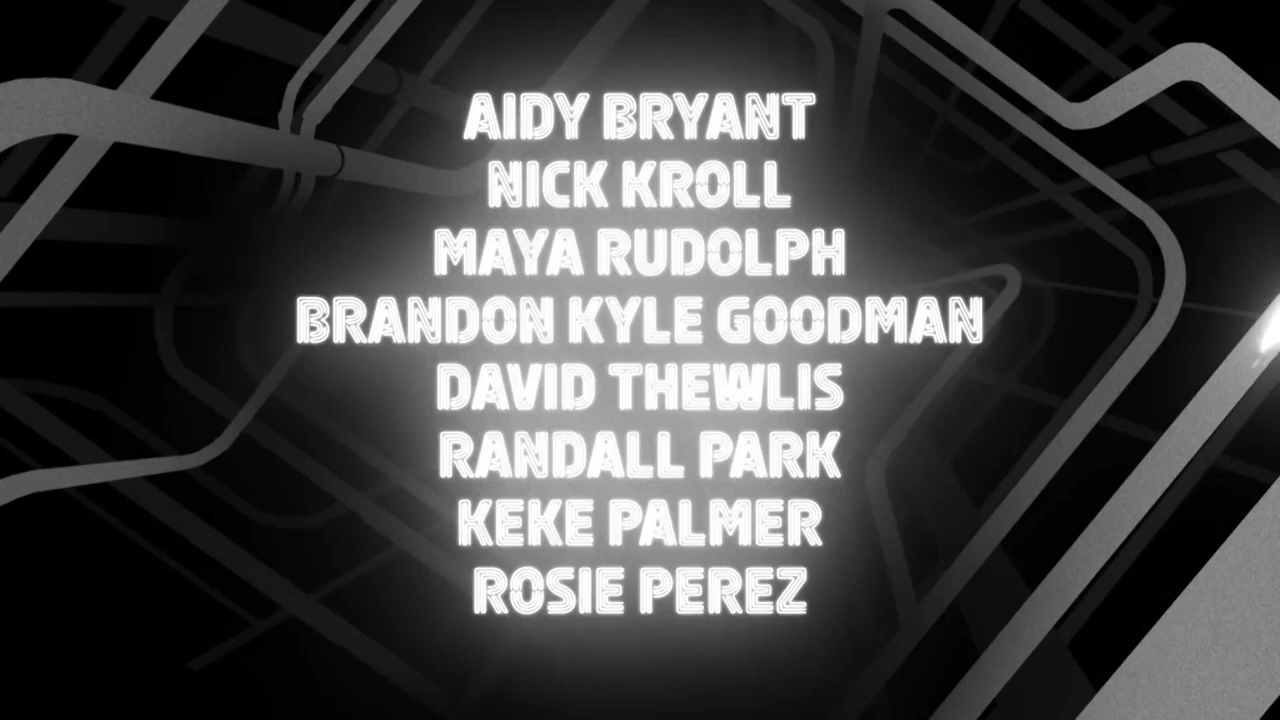 AIDY BRYANT
NICK KROLL
MAYA RUDOLPH
BRANDON KYLE GOODMAN
DAVID THEWLIS
RANDALL PARK
KEKE PALMER
ROSIE PEREZ